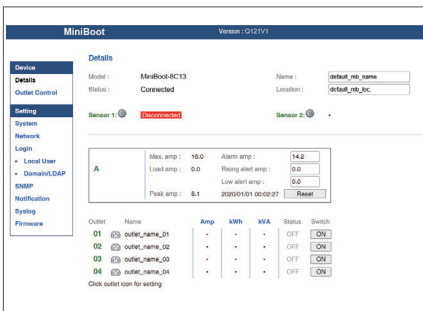 MiniBoot Version : Q121V1
Device
Details
Outlet Control
Setting
System
Network
Login
Local User
Domain/LDAP
SNMP
Notification
Syslog
Firmware
Details
Model : MiniBoot-8C13 Name : default_mb_name
Status : Connected Location : default_mb_loc.
Sensor 1: Disconnected Sensor 2: -
A
Max. amp : 16.0 Alarm amp : 14.2
Load amp : 0.0 Rising alert amp : 0.0
Low alert amp : 0.0
Peak amp : 8.1 2020/01/01 00:02:27 Reset
Outlet Name Amp kWh kVA Status Switch
01 outlet_name_01 - - - OFF ON
02 outlet_name_02 - - - OFF ON
03 outlet_name_03 - - - OFF ON
04 outlet_name_04 - - - OFF ON
Click outlet icon for setting